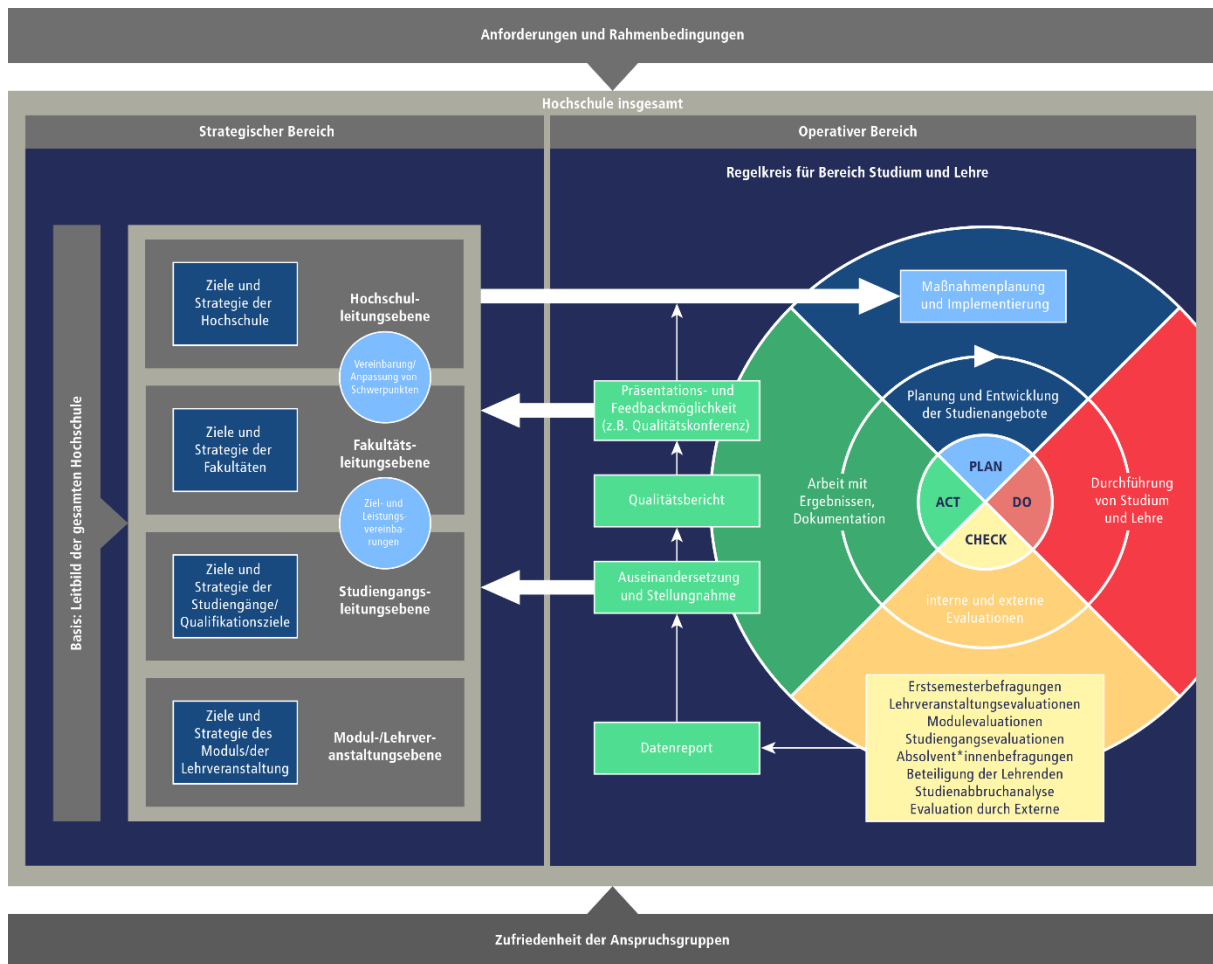 Anforderungen und Rahmenbedingungen
Hochschule insgesamt
Strategischer Bereich
Operativer Bereich
Regelkreis für Bereich Studium und Lehre
Basis: Leitbild der gesamten Hochschule
Ziele und
Strategie der
Hochschule
Hochschul-
leitungsebene
Vereinbarung/
Anpassung von
Schwerpunkten
Ziele und
Strategie der
Fakultäten
Fakultäts-
leitungsebene
Ziel- und
Leistungs-
vereinba-
rungen
Ziele und
Strategie der
Studiengänge/
Qualifikationsziele
Studiengangs-
leitungsebene
Ziele und
Strategie des
Moduls/der
Lehrveranstaltung
Modul-/Lehrver-
anstaltungsebene
Maßnahmenplanung
und Implementierung
Präsentations- und
Feedbackmöglichkeit
(z.B. Qualitätskonferenz)
Qualitätsbericht
Auseinandersetzung
und Stellungnahme
Datenreport
Planung und Entwicklung
der Studienangebote
PLAN
ACT
DO
CHECK
Arbeit mit
Ergebnissen,
Dokumentation
Durchführung
von Studium
und Lehre
interne und externe
Evaluationen
Erstsemesterbefragungen
Lehrveranstaltungsevaluationen
Modulevaluationen
Studiengangsevaluationen
Absolvent*innenbefragungen
Beteiligung der Lehrenden
Studienabbruchanalyse
Evaluation durch Externe
Zufriedenheit der Anspruchsgruppen